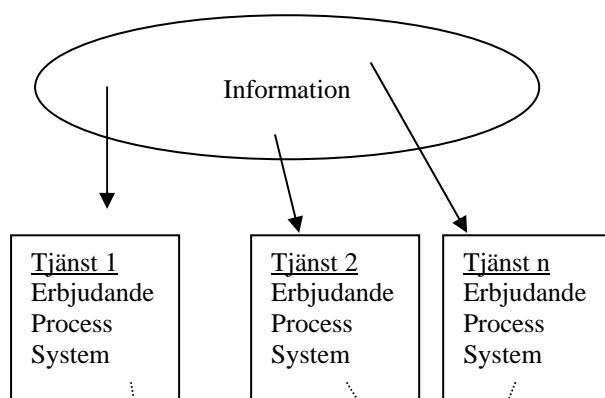 Information
Tjänst 1
Erbjudande
Process
System
Tjänst 2
Erbjudande
Process
System
Tjänst n
Erbjudande
Process
System